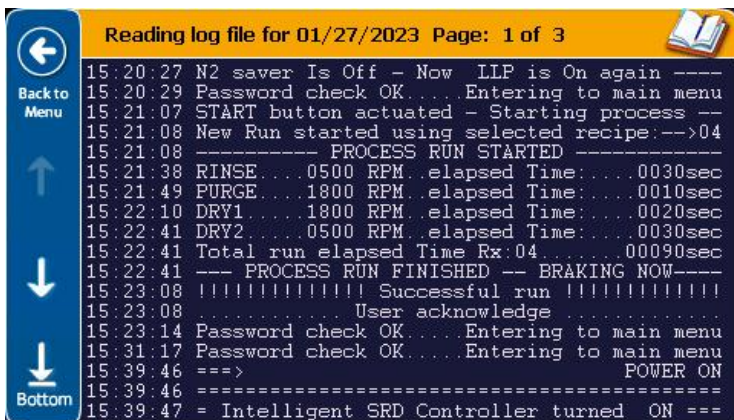 Reading log file for 01/27/2023 Page: 1 of 3
Back to
Menu
Bottom
15:20:27 N2 saver Is Off - Now LLP is On again ----
15:20:29 Password check OK.....Entering to main menu
15:21:07 START button actuated - Starting process --
15:21:08 New Run started using selected recipe:-->04
15:21:08 ---------- PROCESS RUN STARTED ------------
15:21:38 RINSE....0500 RPM..elapsed Time:....0030sec
15:21:49 PURGE....1800 RPM..elapsed Time:....0010sec
15:22:10 DRY1.....1800 RPM..elapsed Time:....0020sec
15:22:41 DRY2.....0500 RPM..elapsed Time:....0030sec
15:22:41 Total run elapsed Time Rx:04.......00090sec
15:22:41 --- PROCESS RUN FINISHED -- BRAKING NOW----
15:23:08 !!!!!!!!!!!!!! Successful run !!!!!!!!!!!!!
15:23:08 ............. User acknowledge ..............
15:23:14 Password check OK.....Entering to main menu
15:31:17 Password check OK.....Entering to main menu
15:39:46 ===> POWER ON
15:39:46 ===========================================
15:39:47 = Intelligent SRD Controller turned ON ===